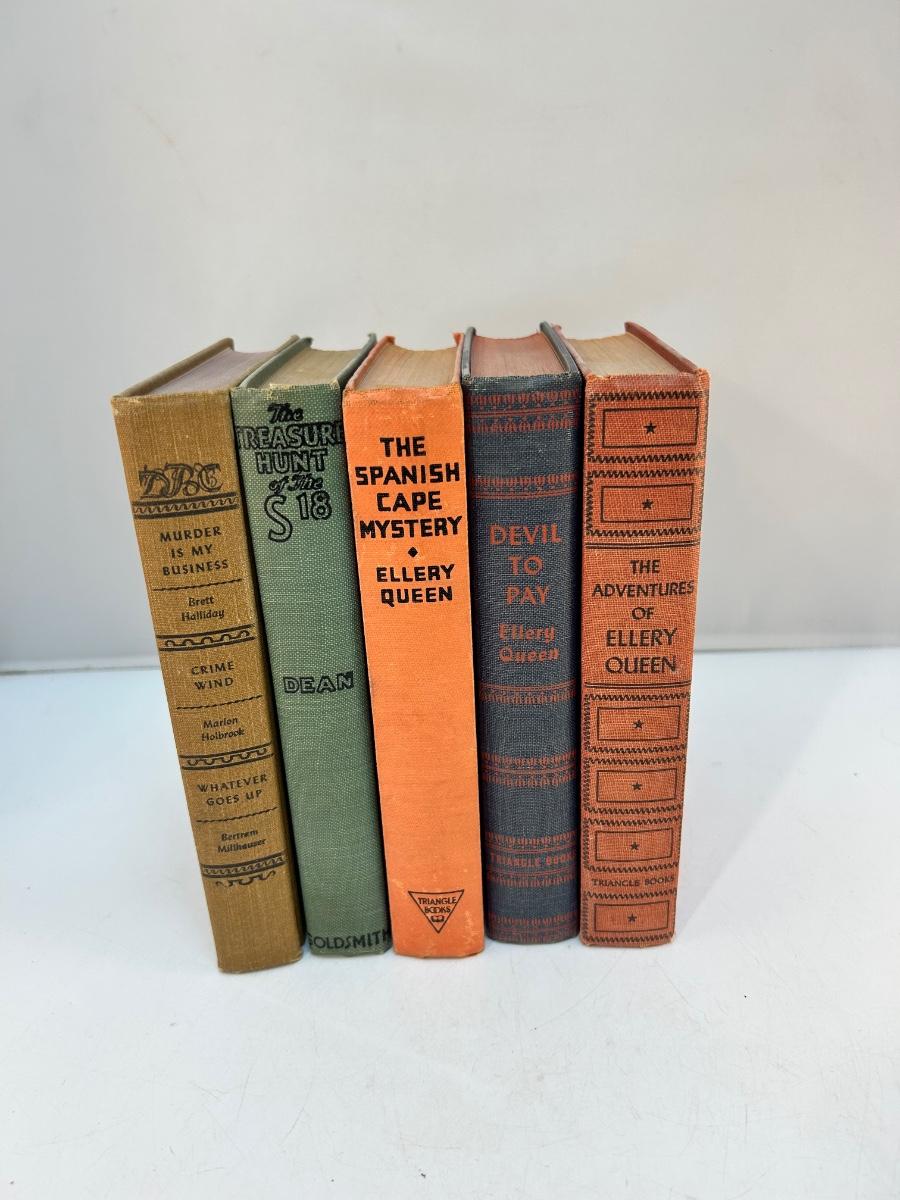 DBC
MURDER
IS MY
BUSINESS
Brett
Halliday
CRIME
WIND
Marion
Holbrook
WHATEVER
GOES UP
Bertram
Millhauser
The
TREASURE
HUNT
of The
S 18
DEAN
GOLDSMITH
THE
SPANISH
CAPE
MYSTERY
ELLERY
QUEEN
TRIANGLE
BOOKS
DEVIL
TO
PAY
Ellery
Queen
TRIANGLE BOOKS
THE
ADVENTURES
OF
ELLERY
QUEEN
TRIANGLE BOOKS